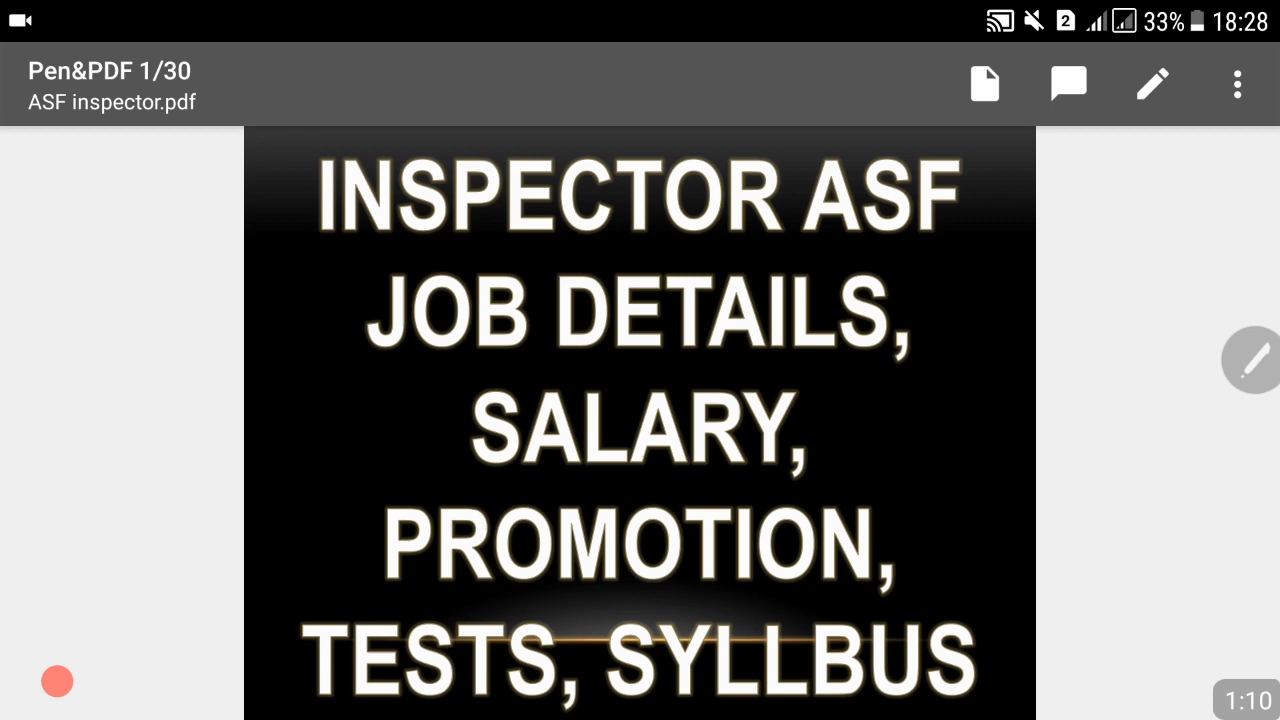 2 33% 18:28
Pen&PDF 1/30
ASF inspector.pdf
INSPECTOR ASF
JOB DETAILS,
SALARY,
PROMOTION,
TESTS, SYLLBUS
1:10